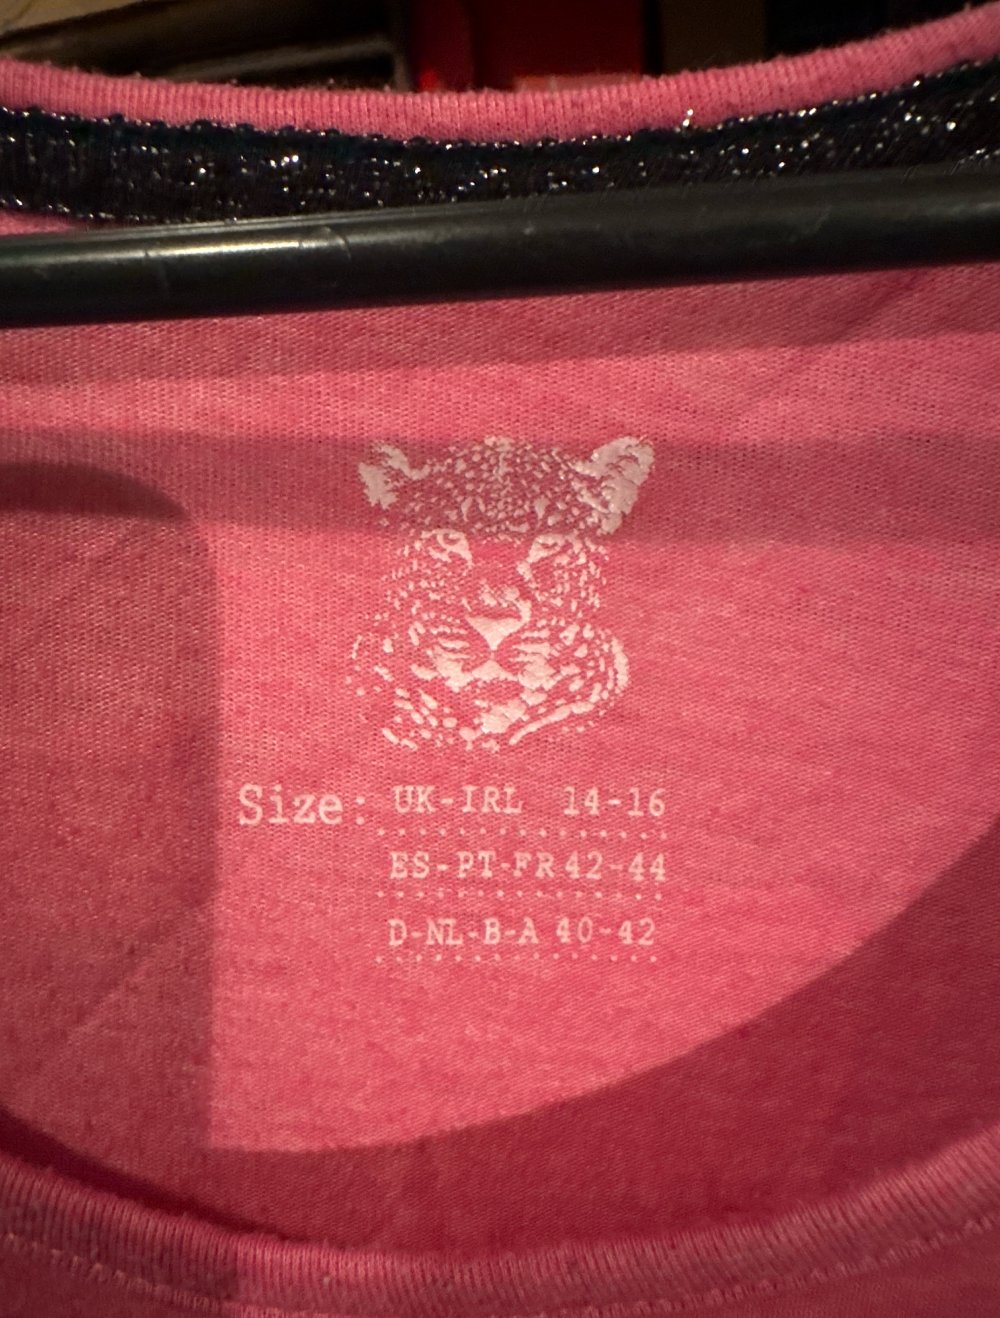 Size: UK-IRL 14-16
ES-PT-FR 42-44
D-NL-B-A 40-42